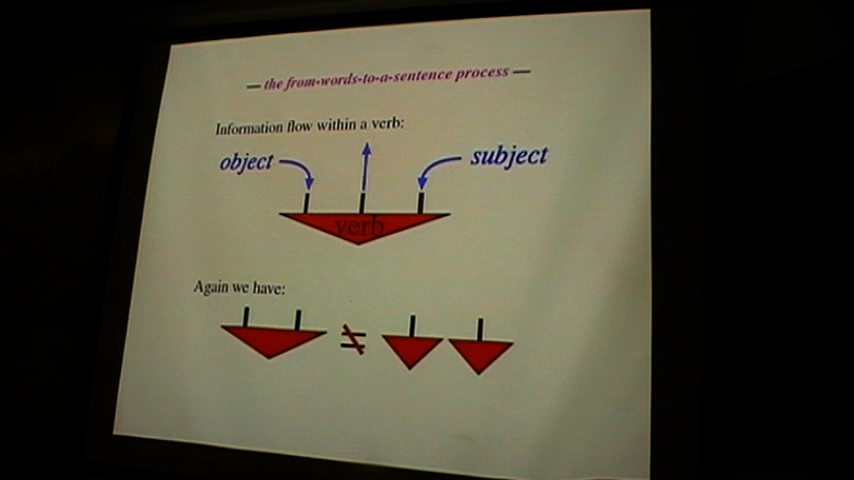 — the from-words-to-a-sentence process —
Information flow within a verb:
object
subject
verb
Again we have:
≠